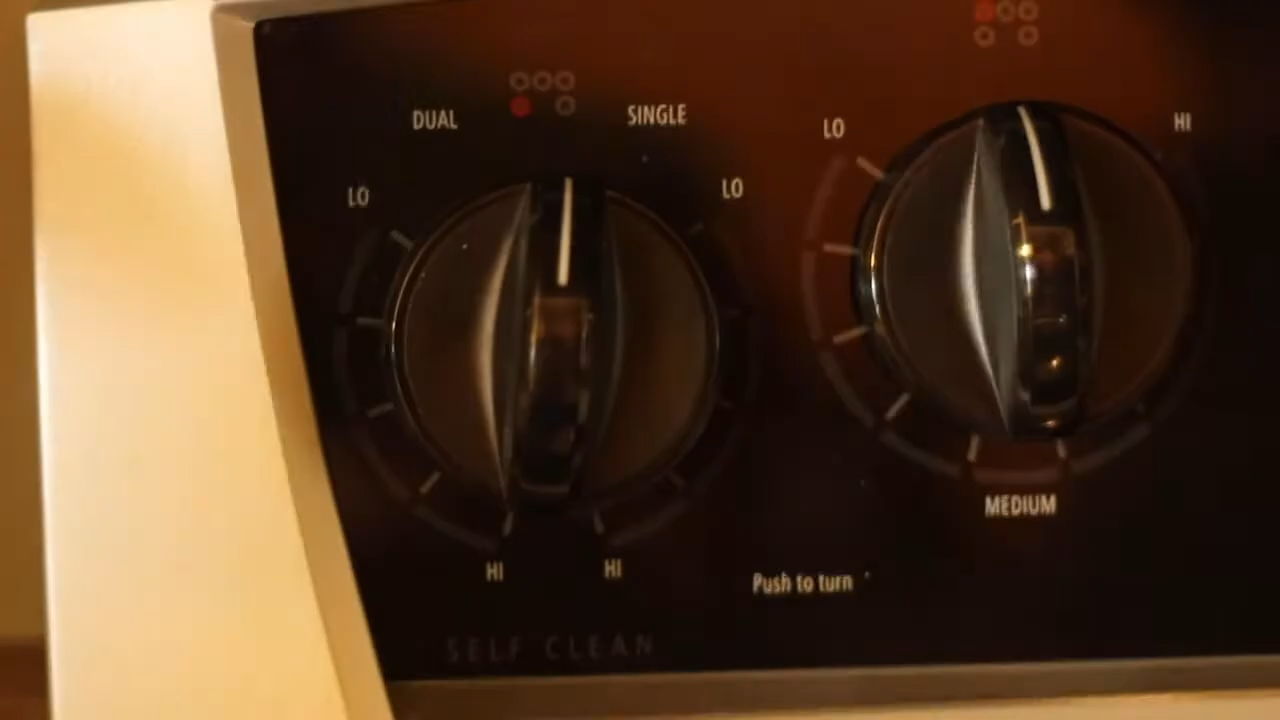 DUAL SINGLE
LO LO
HI HI
SELF CLEAN
LO HI
MEDIUM
Push to turn